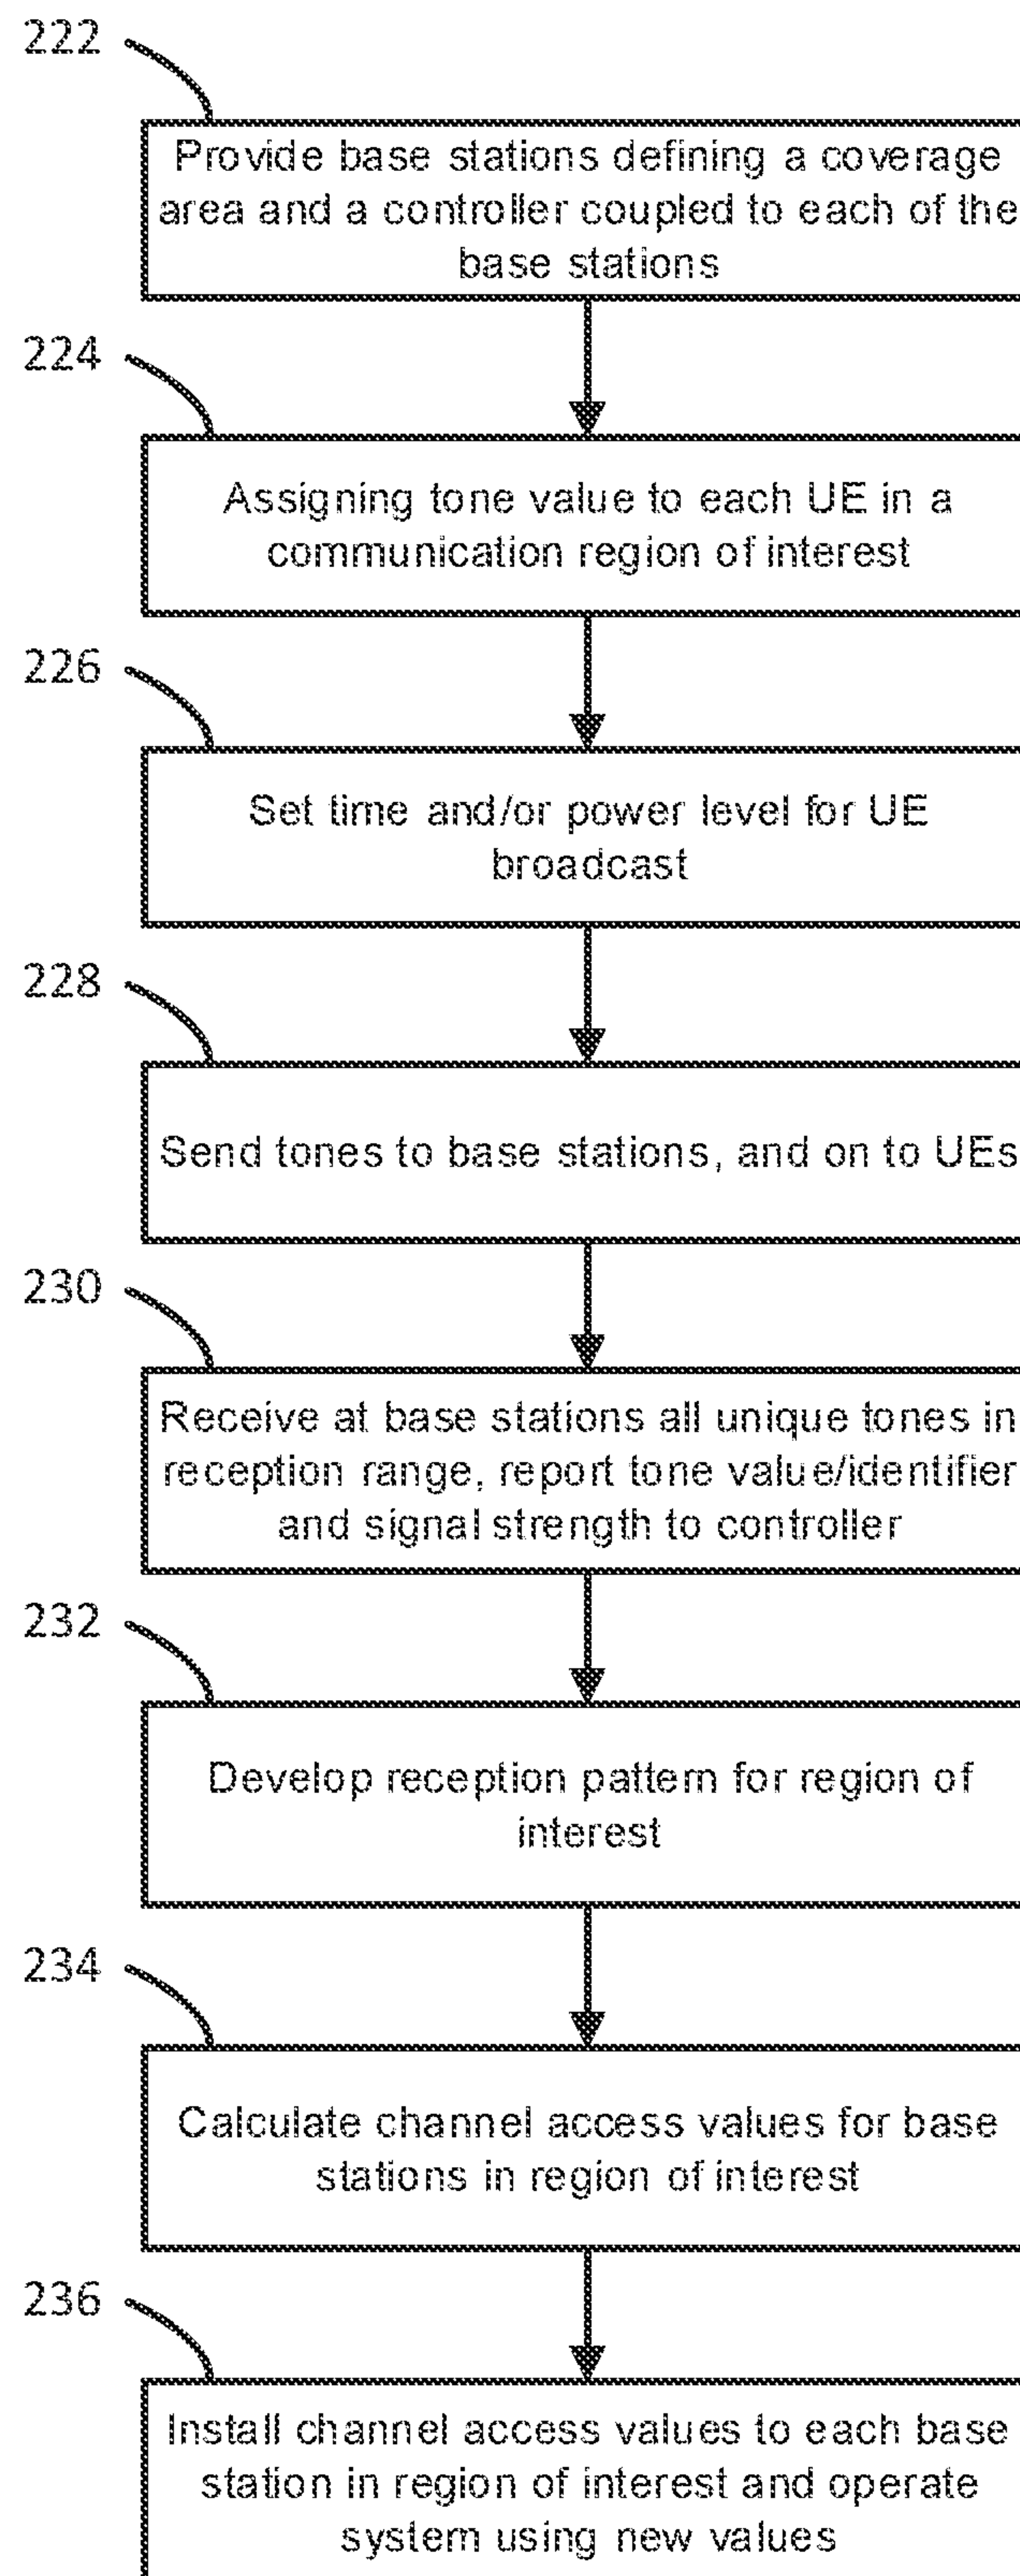 222
Provide base stations defining a coverage
area and a controller coupled to each of the
base stations
224
Assigning tone value to each UE in a
communication region of interest
226
Set time and/or power level for UE
broadcast
228
Send tones to base stations, and on to UEs
230
Receive at base stations all unique tones in
reception range, report tone value/identifier
and signal strength to controller
232
Develop reception pattern for region of
interest
234
Calculate channel access values for base
stations in region of interest
236
Install channel access values to each base
station in region of interest and operate
system using new values